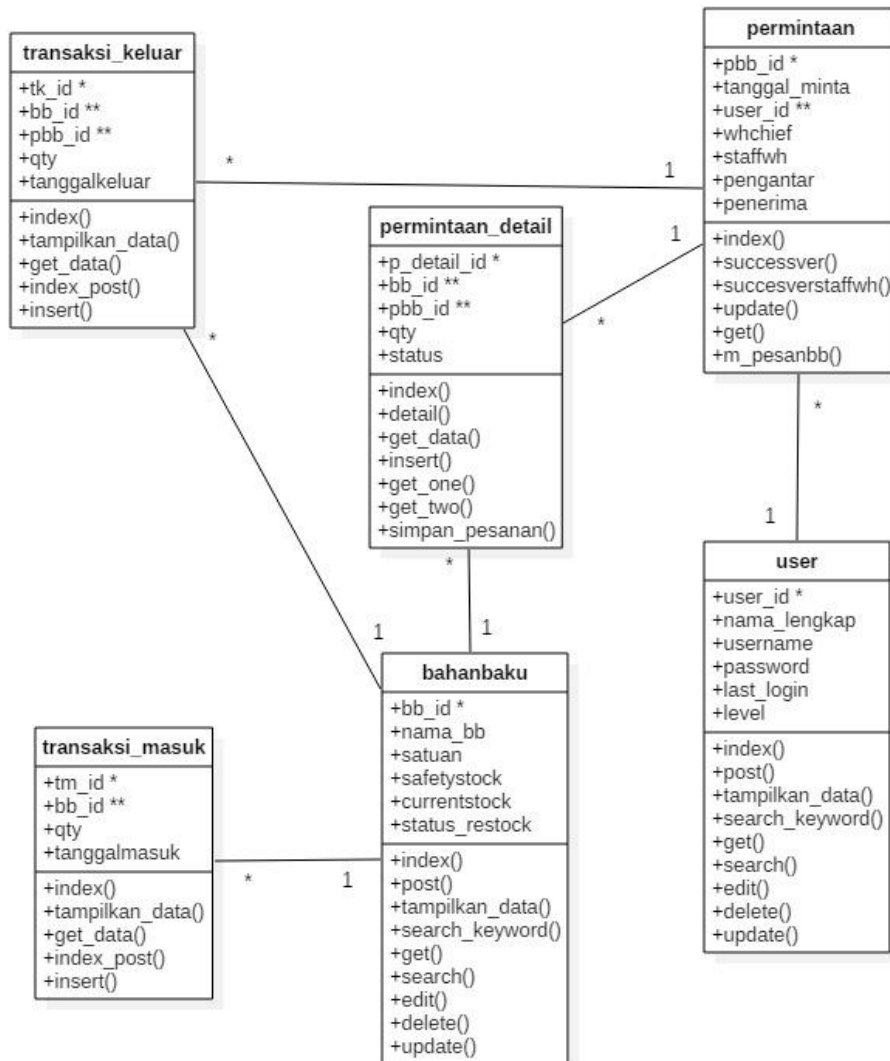 transaksi_keluar
+tk_id *
+bb_id **
+pbb_id **
+qty
+tanggalkeluar
+index()
+tampilkan_data()
+get_data()
+index_post()
+insert()
*
1
permintaan
+pbb_id *
+tanggal_minta
+user_id **
+whchief
+staffwh
+pengantar
+penerima
+index()
+successver()
+succesverstaffwh()
+update()
+get()
+m_pesanbb()
permintaan_detail
+p_detail_id *
+bb_id **
+pbb_id **
+qty
+status
+index()
+detail()
+get_data()
+insert()
+get_one()
+get_two()
+simpan_pesanan()
1
*
*
1
*
1
*
1
user
+user_id *
+nama_lengkap
+username
+password
+last_login
+level
+index()
+post()
+tampilkan_data()
+search_keyword()
+get()
+search()
+edit()
+delete()
+update()
bahanbaku
+bb_id *
+nama_bb
+satuan
+safetystock
+currentstock
+status_restock
+index()
+post()
+tampilkan_data()
+search_keyword()
+get()
+search()
+edit()
+delete()
+update()
transaksi_masuk
+tm_id *
+bb_id **
+qty
+tanggalmasuk
+index()
+tampilkan_data()
+get_data()
+index_post()
+insert()
*
1